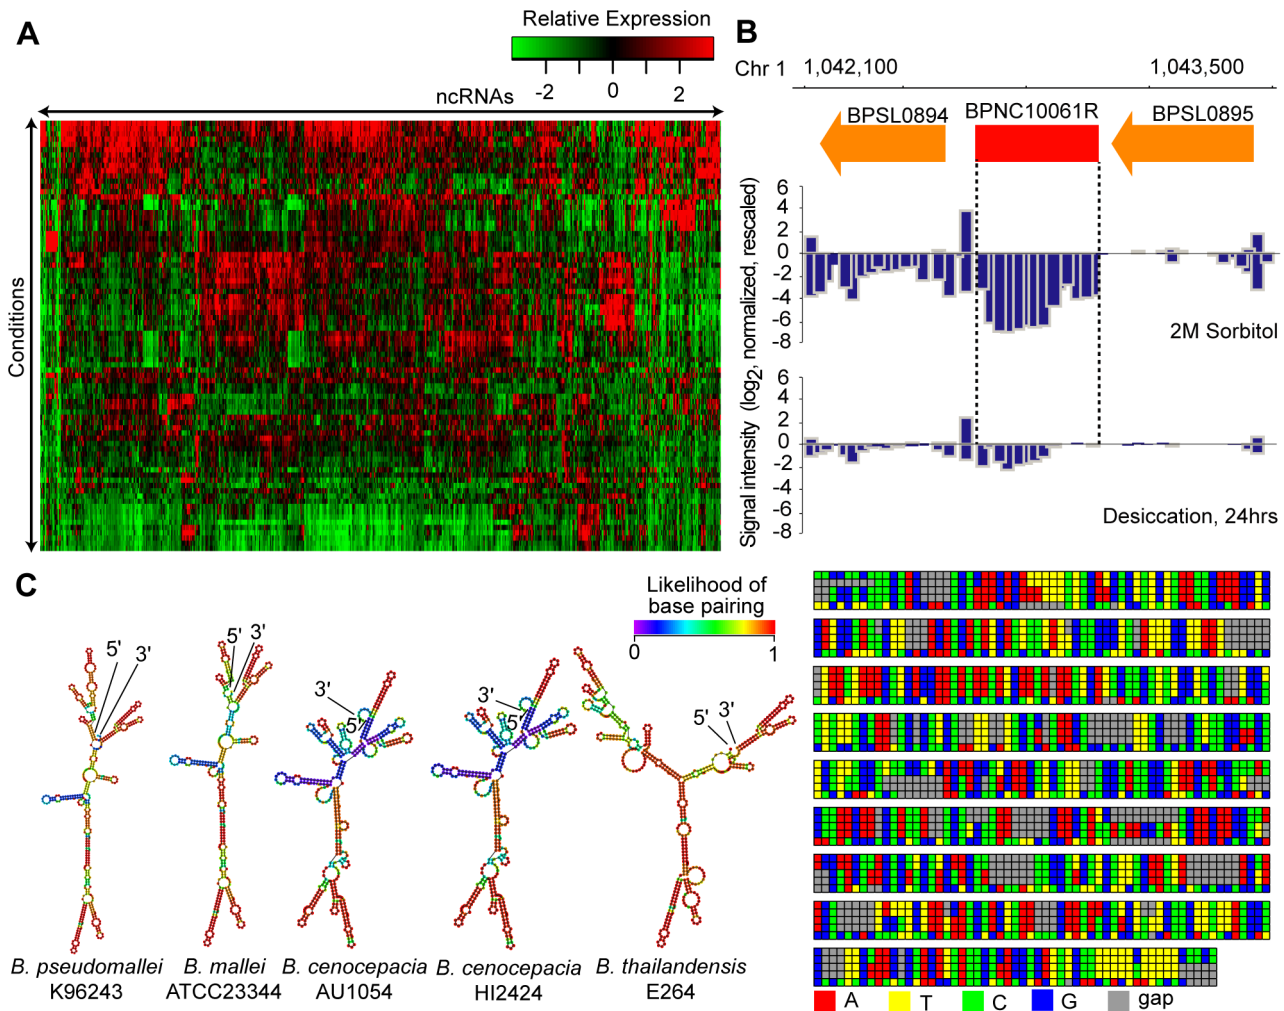 A
Relative Expression
-2 0 2
ncRNAs
Conditions
B
Chr 1 1,042,100 1,043,500
BPSL0894 BPNC10061R BPSL0895
Signal intensity (log2, normalized, rescaled)
6
4
2
0
-2
-4
-6
-8
2M Sorbitol
6
4
2
0
-2
-4
-6
-8
Desiccation, 24hrs
C
Likelihood of
base pairing
0 1
5' 3'
5' 3'
3' 5'
3' 5'
5' 3'
B. pseudomallei
K96243
B. mallei
ATCC23344
B. cenocepacia
AU1054
B. cenocepacia
HI2424
B. thailandensis
E264
A T C G gap